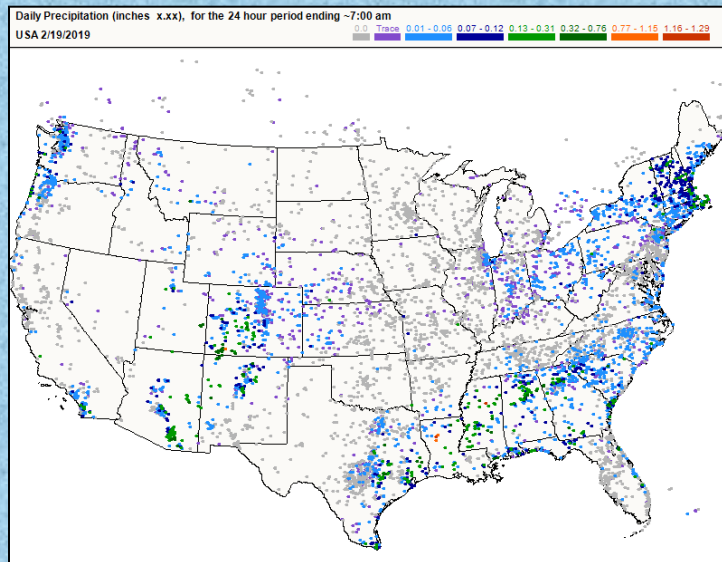 Daily Precipitation (inches x.xx), for the 24 hour period ending ~7:00 am
USA 2/19/2019
0.0 Trace 0.01 - 0.06 0.07 - 0.12 0.13 - 0.31 0.32 - 0.76 0.77 - 1.15 1.16 - 1.29